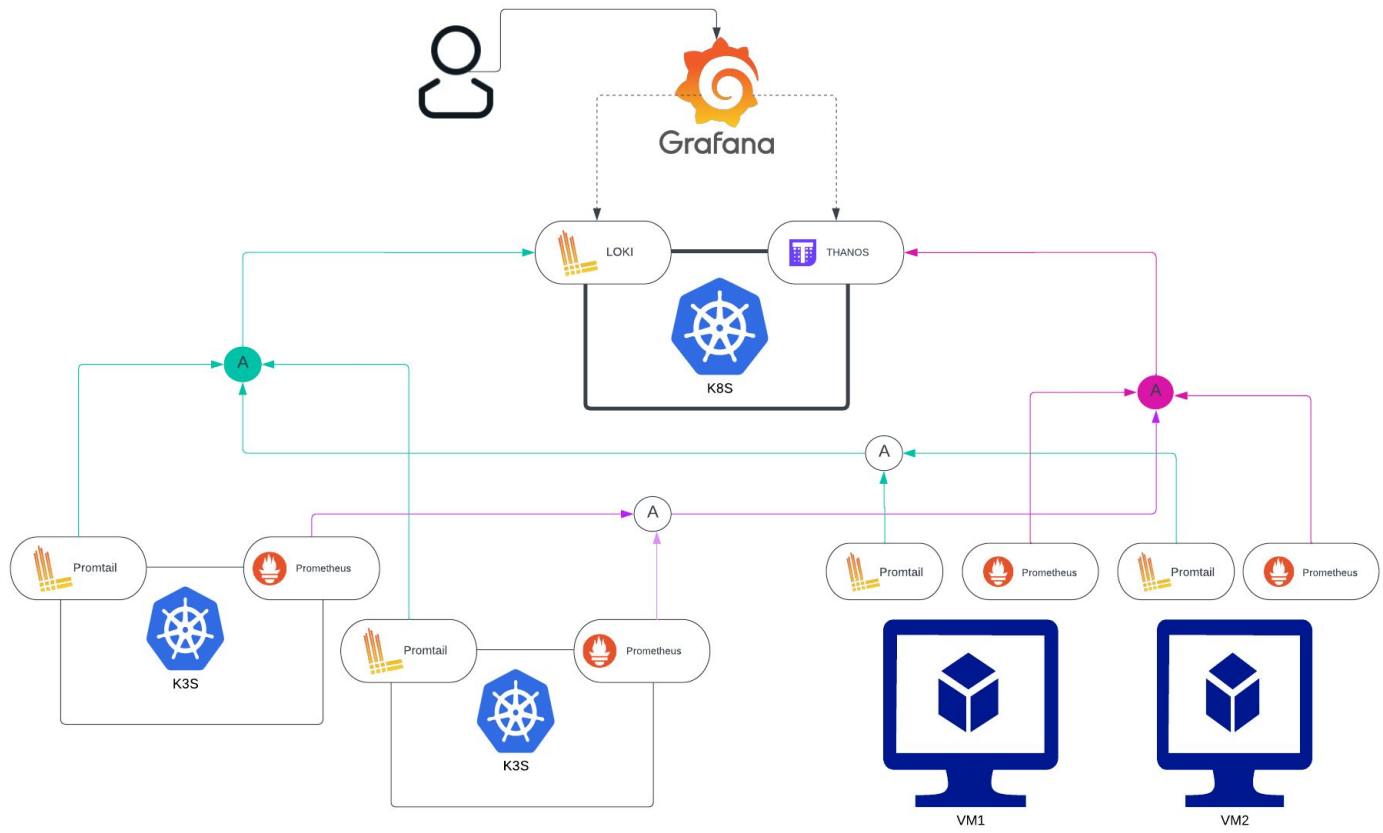 Grafana
LOKI
THANOS
K8S
A
A
A
A
Promtail
Prometheus
Promtail
Prometheus
Promtail
Prometheus
K3S
Promtail
Prometheus
K3S
VM1
VM2